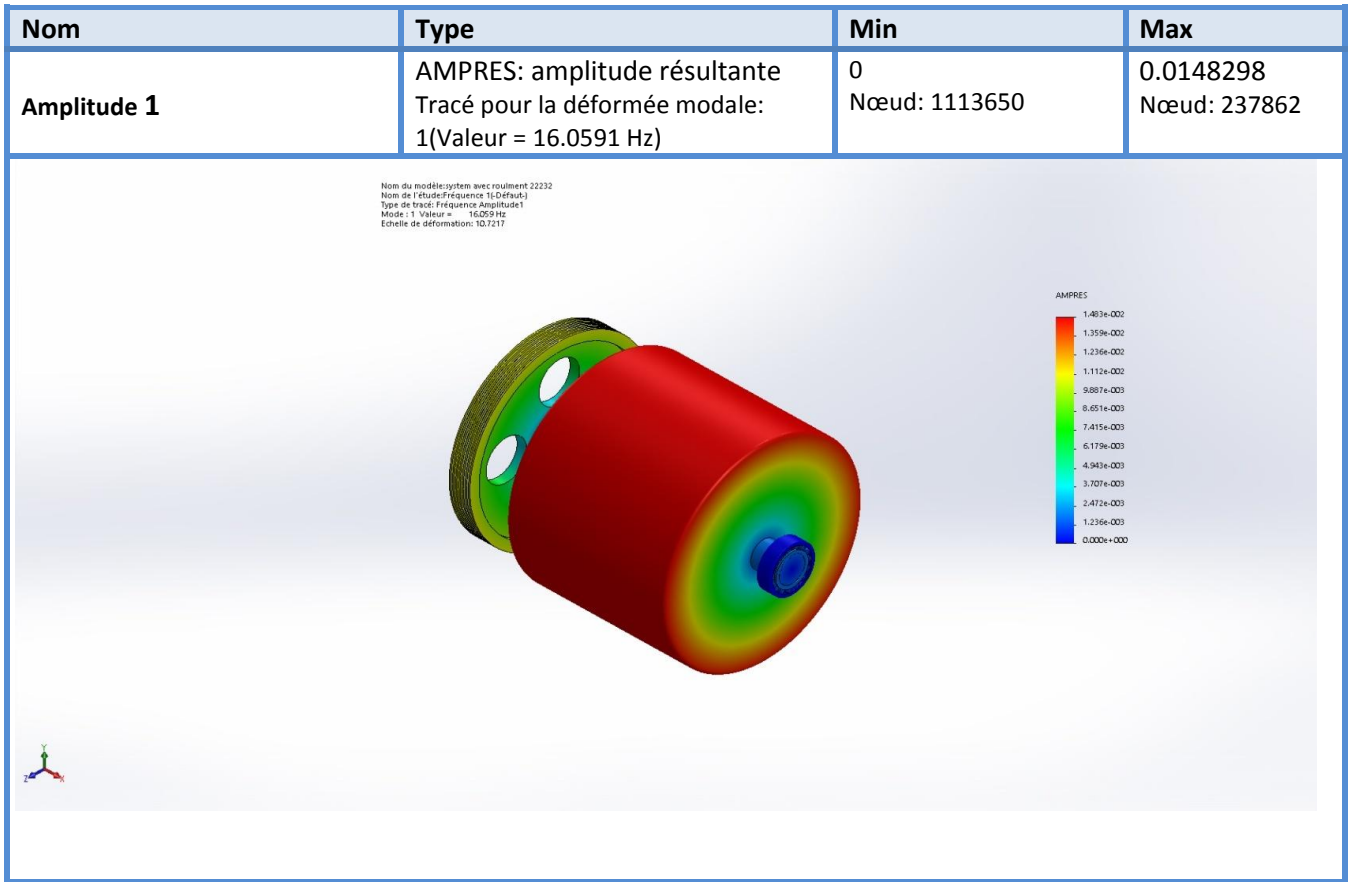 Nom Type Min Max
Amplitude 1
AMPRES: amplitude résultante
Tracé pour la déformée modale:
1(Valeur = 16.0591 Hz)
0
Nœud: 1113650
0.0148298
Nœud: 237862
Nom du modèle:system avec roulment 22232
Nom de l'étude:Fréquence 1(-Défaut-)
Type de tracé: Fréquence Amplitude1
Mode : 1 Valeur = 16.059 Hz
Echelle de déformation: 10.7217
AMPRES
1.483e-002
1.359e-002
1.236e-002
1.112e-002
9.887e-003
8.651e-003
7.415e-003
6.179e-003
4.943e-003
3.707e-003
2.472e-003
1.236e-003
0.000e+000
Y
Z X